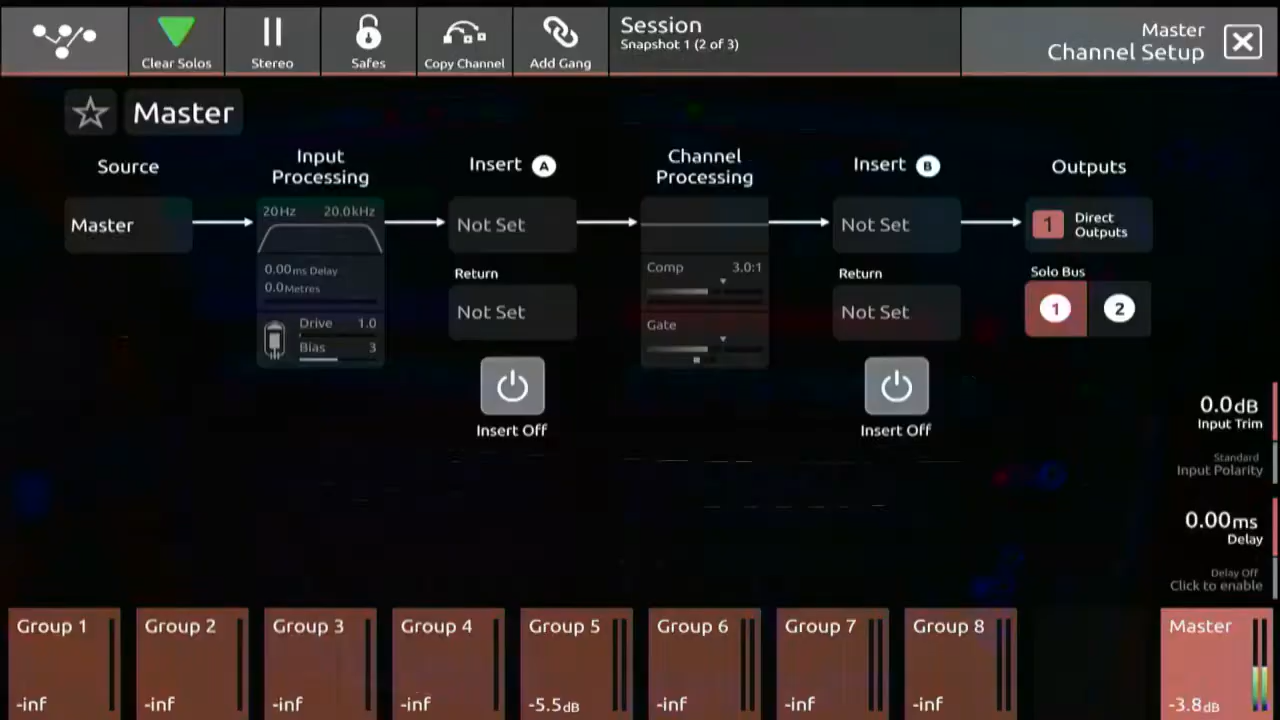 Clear Solos
Stereo
Safes
Copy Channel
Add Gang
Session
Snapshot 1 (2 of 3)
Master
Channel Setup
Master
Source
Input
Processing
Insert A
Channel
Processing
Insert B
Outputs
Master
20Hz 20.0kHz
0.00ms Delay
0.0Metres
Drive 1.0
Bias 3
Not Set
Return
Not Set
Insert Off
Comp 3.0:1
Gate
Not Set
Return
Not Set
Insert Off
1 Direct
Outputs
Solo Bus
1 2
0.0dB
Input Trim
Standard
Input Polarity
0.00ms
Delay
Delay Off
Click to enable
Group 1
-inf
Group 2
-inf
Group 3
-inf
Group 4
-inf
Group 5
-5.5dB
Group 6
-inf
Group 7
-inf
Group 8
-inf
Master
-3.8dB